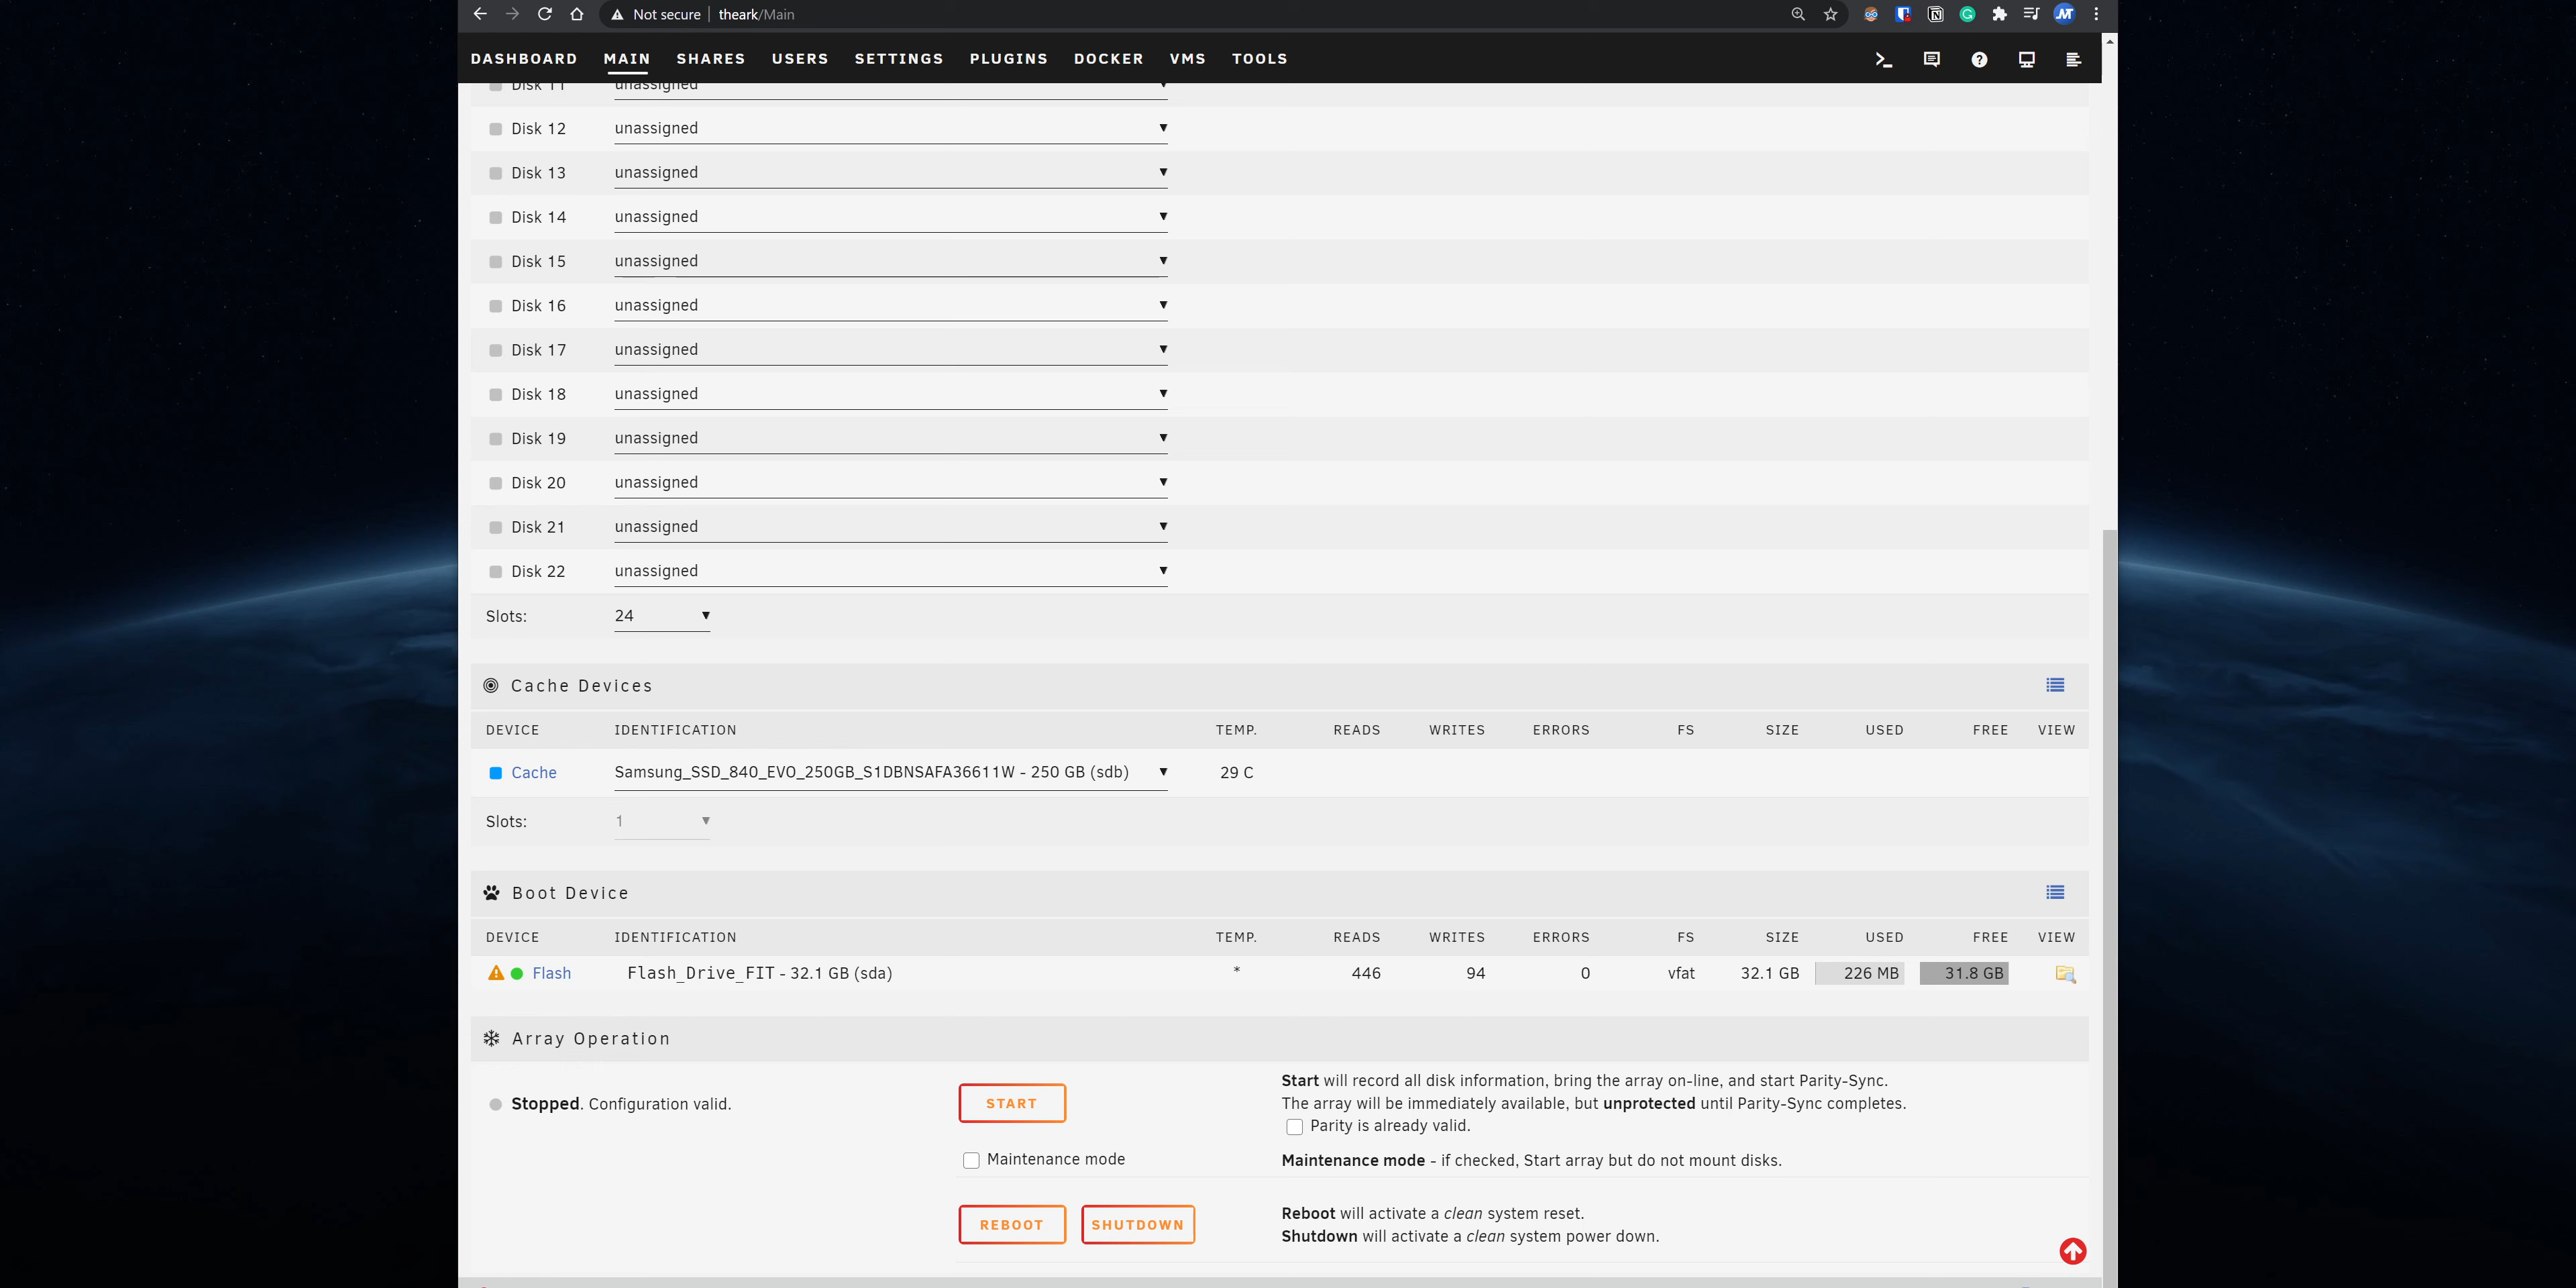 Not secure | theark/Main
DASHBOARD MAIN SHARES USERS SETTINGS PLUGINS DOCKER VMS TOOLS
Disk 11 unassigned
Disk 12 unassigned
Disk 13 unassigned
Disk 14 unassigned
Disk 15 unassigned
Disk 16 unassigned
Disk 17 unassigned
Disk 18 unassigned
Disk 19 unassigned
Disk 20 unassigned
Disk 21 unassigned
Disk 22 unassigned
Slots: 24
Cache Devices
DEVICE IDENTIFICATION TEMP. READS WRITES ERRORS FS SIZE USED FREE VIEW
Cache Samsung_SSD_840_EVO_250GB_S1DBNSAFA36611W - 250 GB (sdb) 29 C
Slots: 1
Boot Device
DEVICE IDENTIFICATION TEMP. READS WRITES ERRORS FS SIZE USED FREE VIEW
Flash Flash_Drive_FIT - 32.1 GB (sda) * 446 94 0 vfat 32.1 GB 226 MB 31.8 GB
Array Operation
Stopped. Configuration valid.
START
Start will record all disk information, bring the array on-line, and start Parity-Sync.
The array will be immediately available, but unprotected until Parity-Sync completes.
Parity is already valid.
Maintenance mode
Maintenance mode - if checked, Start array but do not mount disks.
REBOOT SHUTDOWN
Reboot will activate a clean system reset.
Shutdown will activate a clean system power down.